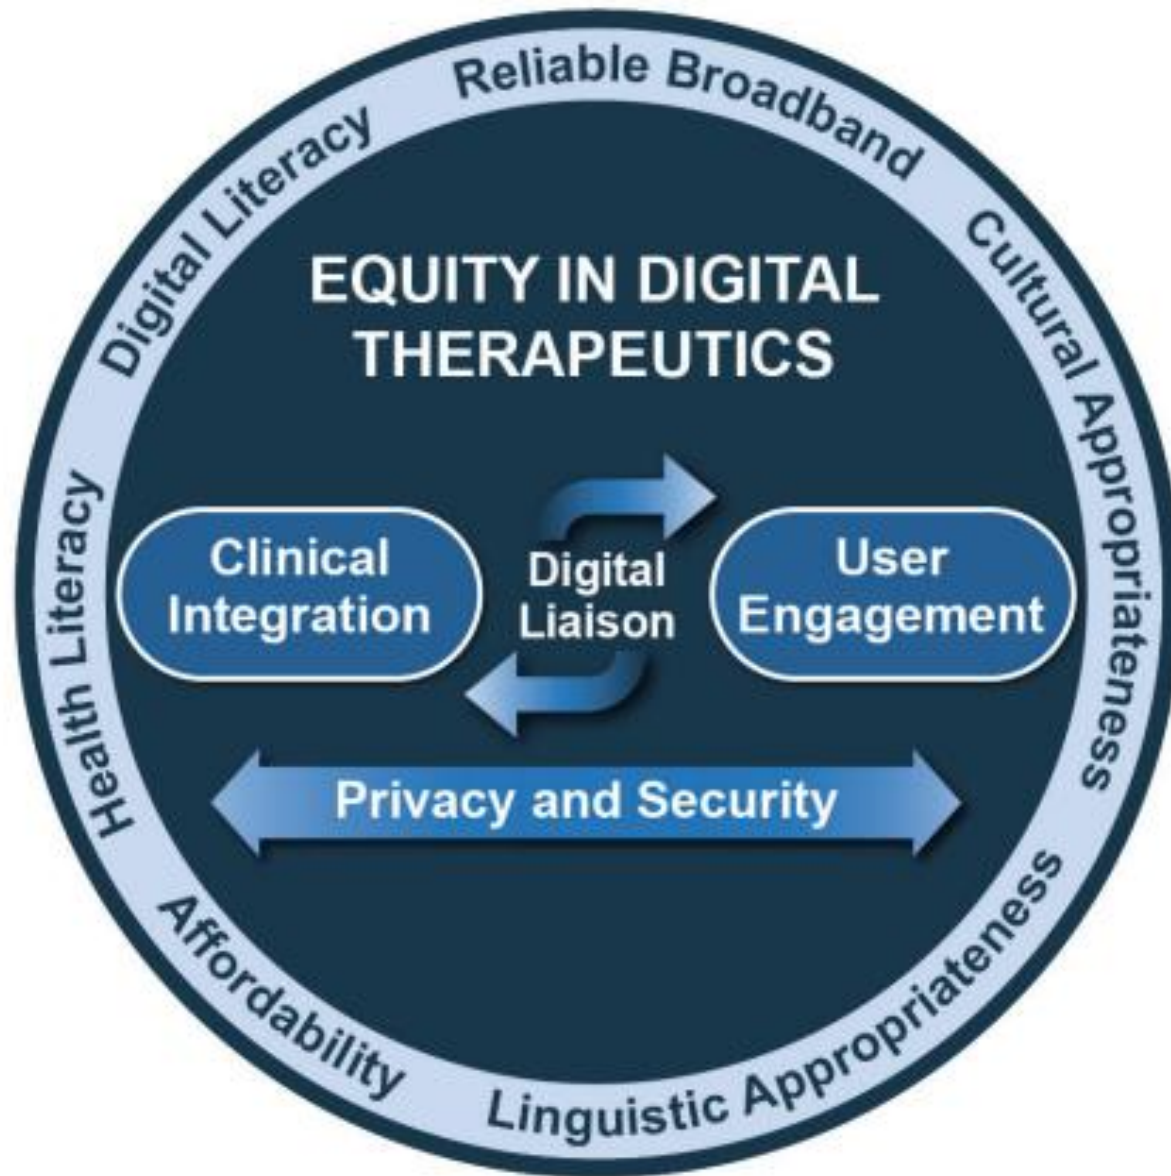 Reliable Broadband
Digital Literacy
Cultural Appropriateness
EQUITY IN DIGITAL
THERAPEUTICS
Health Literacy
Clinical
Integration
Digital
Liaison
User
Engagement
Privacy and Security
Affordability
Linguistic Appropriateness